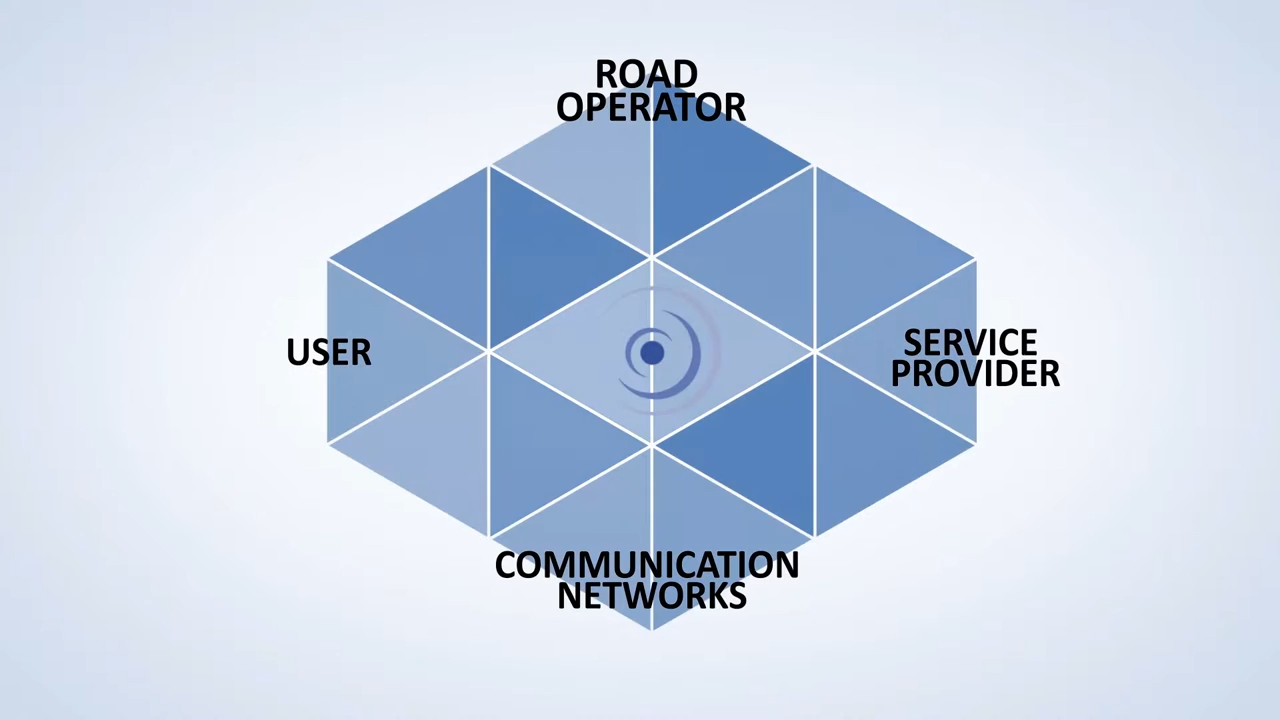 ROAD
OPERATOR
USER
SERVICE
PROVIDER
COMMUNICATION
NETWORKS